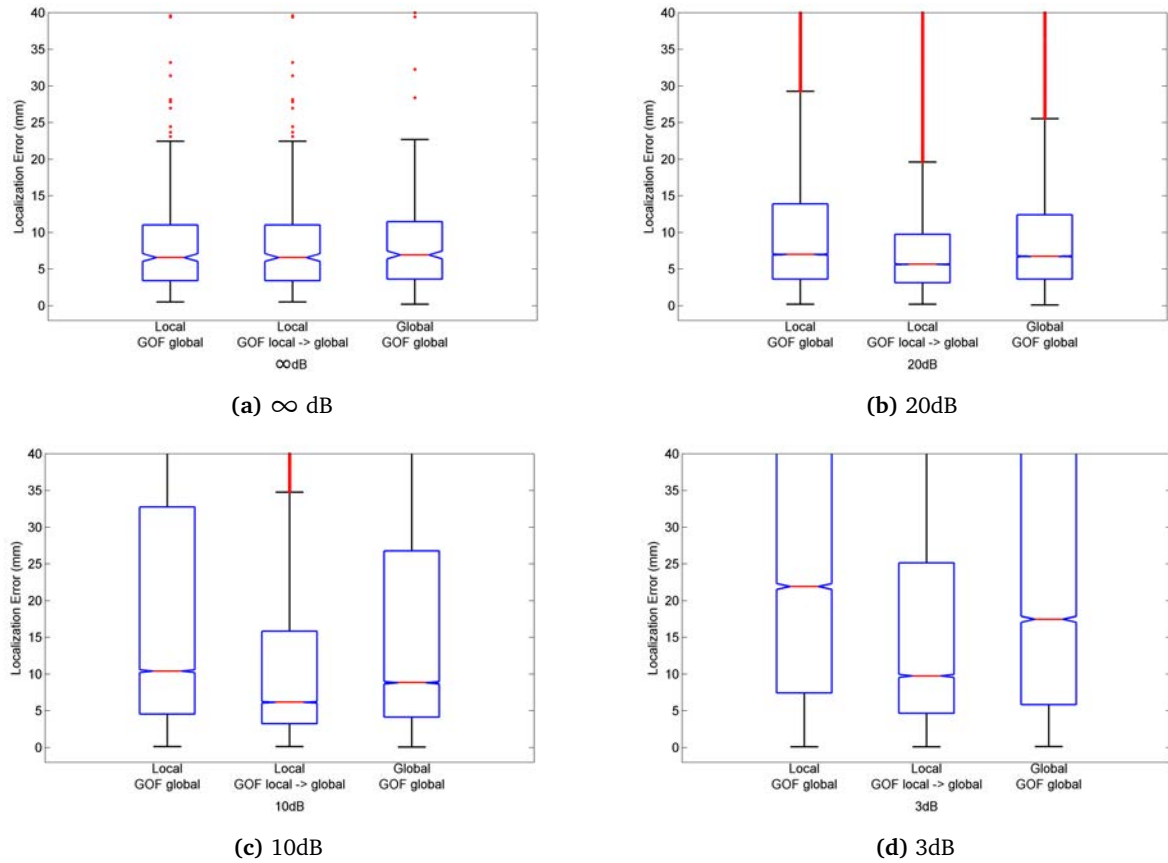 40
35
30
25
20
15
10
5
0
Localization Error (mm)
Local
GOF global
Local
GOF local -> global
Global
GOF global
∞dB
(a) ∞ dB
40
35
30
25
20
15
10
5
0
Localization Error (mm)
Local
GOF global
Local
GOF local -> global
Global
GOF global
20dB
(b) 20dB
40
35
30
25
20
15
10
5
0
Localization Error (mm)
Local
GOF global
Local
GOF local -> global
Global
GOF global
10dB
(c) 10dB
40
35
30
25
20
15
10
5
0
Localization Error (mm)
Local
GOF global
Local
GOF local -> global
Global
GOF global
3dB
(d) 3dB